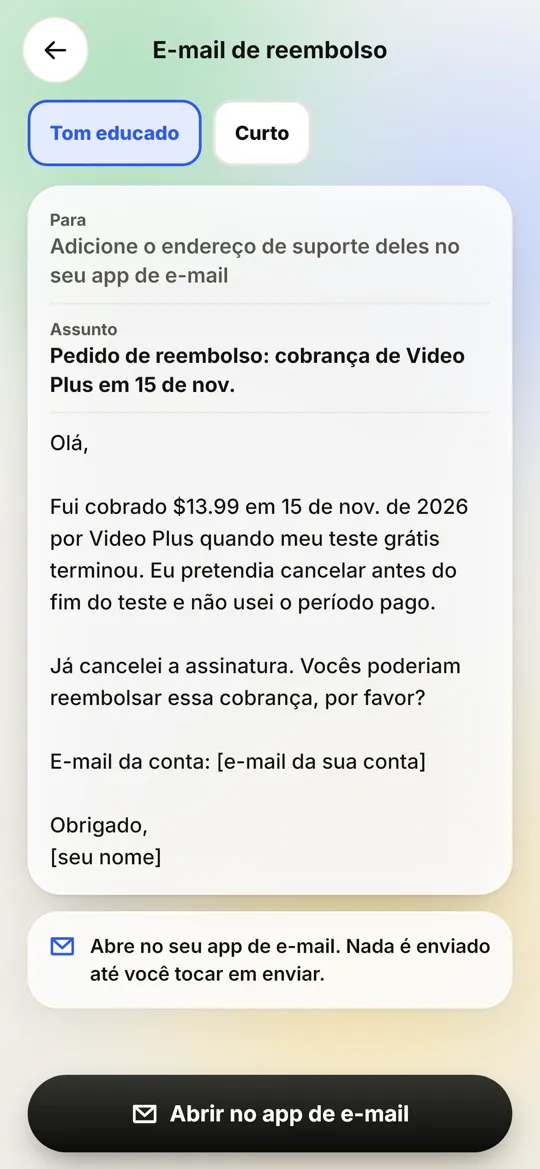 E-mail de reembolso
Tom educado
Curto
Para
Adicione o endereço de suporte deles no
seu app de e-mail
Assunto
Pedido de reembolso: cobrança de Video
Plus em 15 de nov.
Olá,
Fui cobrado $13.99 em 15 de nov. de 2026
por Video Plus quando meu teste grátis
terminou. Eu pretendia cancelar antes do
fim do teste e não usei o período pago.
Já cancelei a assinatura. Vocês poderiam
reembolsar essa cobrança, por favor?
E-mail da conta: [e-mail da sua conta]
Obrigado,
[seu nome]
Abre no seu app de e-mail. Nada é enviado
até você tocar em enviar.
Abrir no app de e-mail